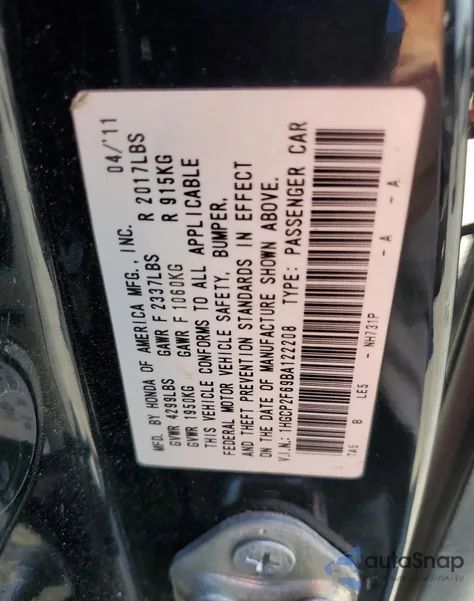 MFD. BY HONDA OF AMERICA MFG., INC. 04/'11
GVWR 4299LBS GAWR F 2337LBS R 2017LBS
GVWR 1950KG GAWR F 1060KG R 915KG
THIS VEHICLE CONFORMS TO ALL APPLICABLE
FEDERAL MOTOR VEHICLE SAFETY, BUMPER,
AND THEFT PREVENTION STANDARDS IN EFFECT
ON THE DATE OF MANUFACTURE SHOWN ABOVE.
V.I.N.: 1HGCP2F69BA122208 TYPE: PASSENGER CAR
TA5 B LE5 - NH731P - A - A
autoSnap